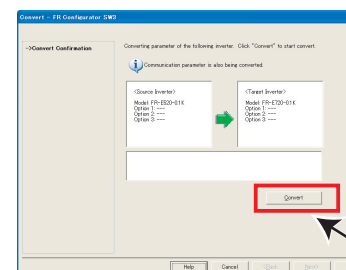 Convert - FR Configurator SW3
->Convert Confirmation
Converting parameter of the following inverter. Click "Convert" to start convert.
Communication parameter is also being converted.
<Source Inverter>
Model: FR-E520-0.1K
Option 1: ---
Option 2: ---
Option 3: ---
<Target Inverter>
Model: FR-E720-0.1K
Option 1: ---
Option 2: ---
Option 3: ---
Convert
Help Cancel <Back Next>